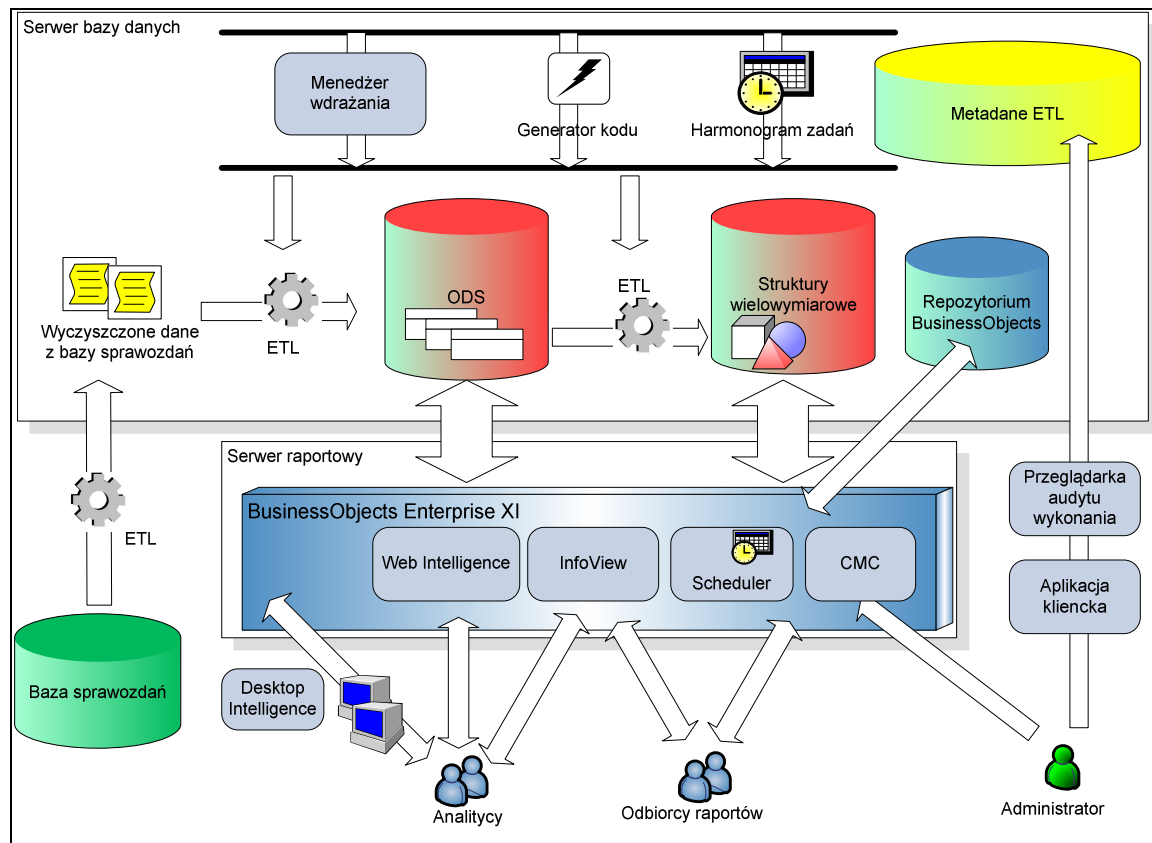 Serwer bazy danych
Menedżer
wdrażania
Generator kodu
Harmonogram zadań
Metadane ETL
Wyczyszczone dane
z bazy sprawozdań
ETL
ODS
ETL
Struktury
wielowymiarowe
Repozytorium
BusinessObjects
Serwer raportowy
BusinessObjects Enterprise XI
Web Intelligence
InfoView
Scheduler
CMC
Przeglądarka
audytu
wykonania
Aplikacja
kliencka
ETL
Baza sprawozdań
Desktop
Intelligence
Analitycy
Odbiorcy raportów
Administrator